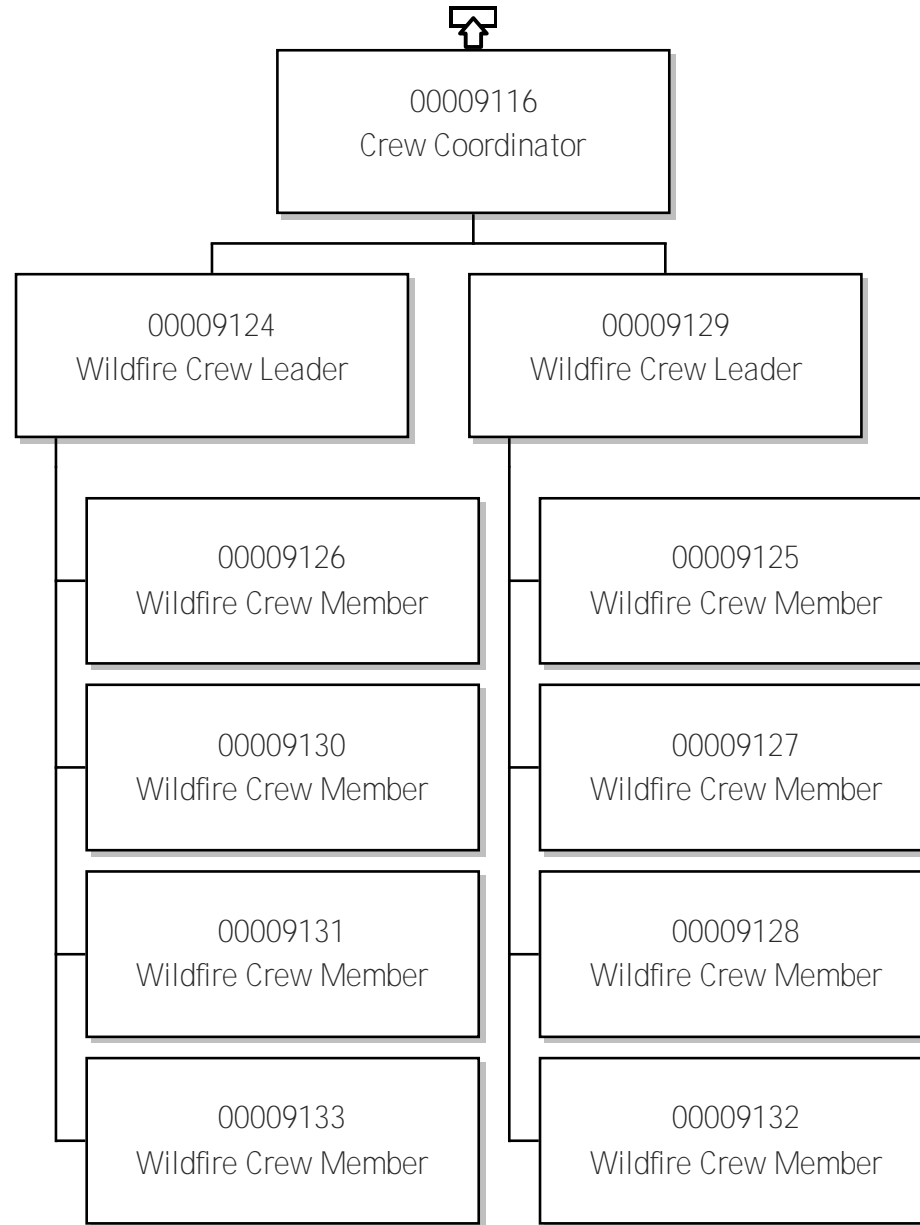 00009116
Crew Coordinator
00009124
Wildfire Crew Leader
00009129
Wildfire Crew Leader
00009126
Wildfire Crew Member
00009130
Wildfire Crew Member
00009131
Wildfire Crew Member
00009133
Wildfire Crew Member
00009125
Wildfire Crew Member
00009127
Wildfire Crew Member
00009128
Wildfire Crew Member
00009132
Wildfire Crew Member